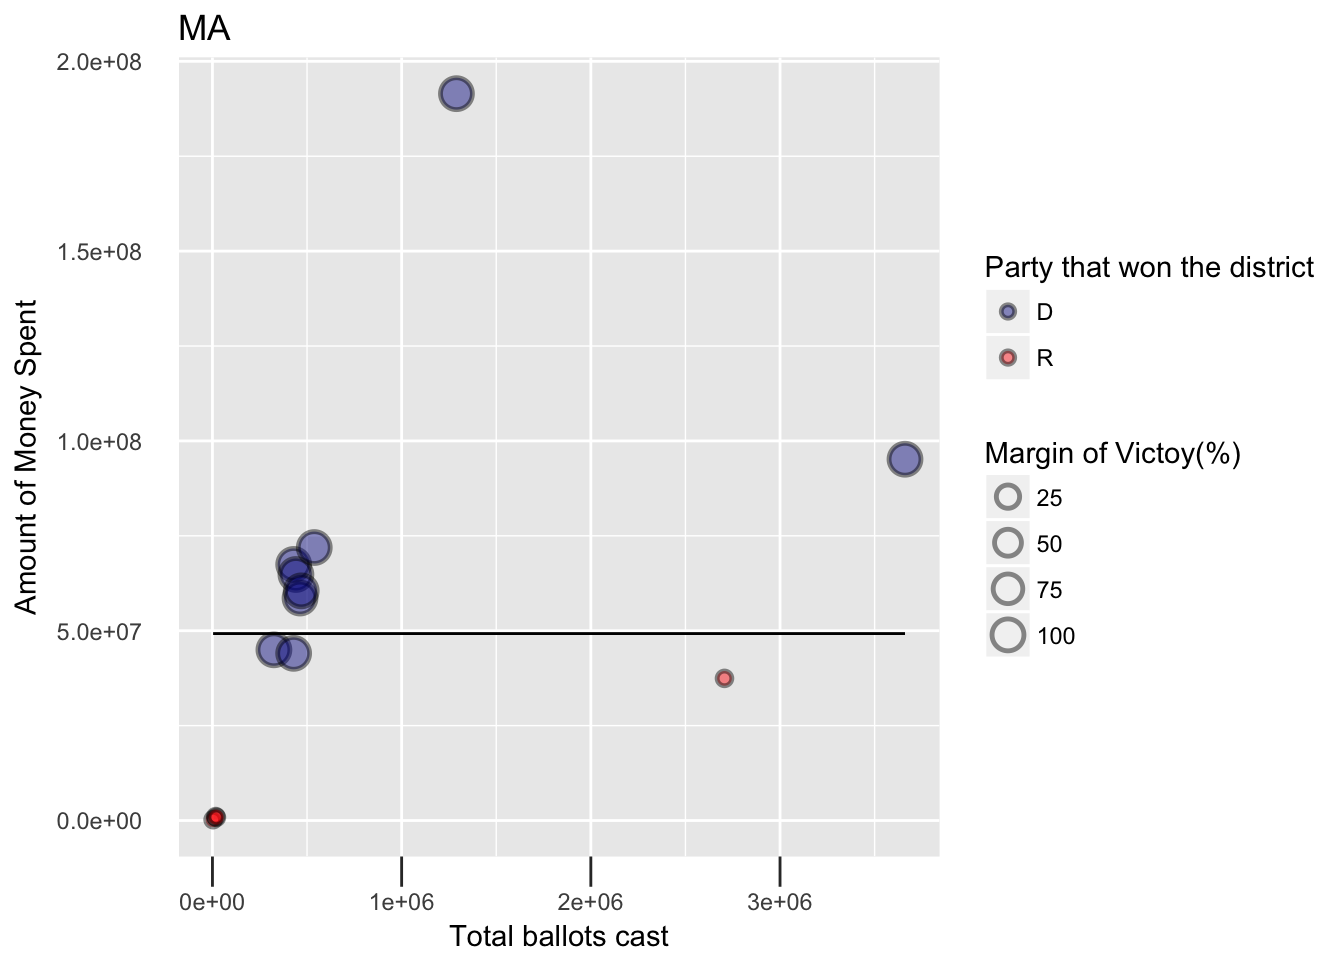 MA
2.0e+08
1.5e+08
1.0e+08
5.0e+07
0.0e+00
Amount of Money Spent
0e+00 1e+06 2e+06 3e+06
Total ballots cast
Party that won the district
D
R
Margin of Victoy(%)
25
50
75
100